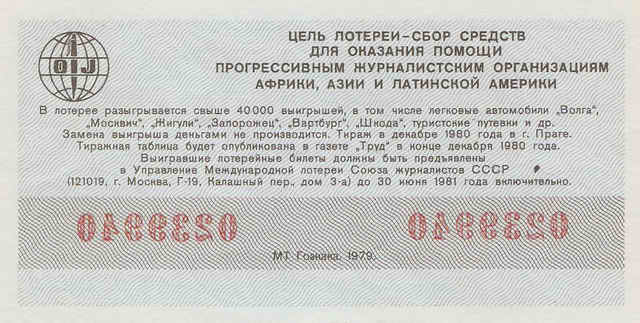 OIJ
ЦЕЛЬ ЛОТЕРЕИ–СБОР СРЕДСТВ
ДЛЯ ОКАЗАНИЯ ПОМОЩИ
ПРОГРЕССИВНЫМ ЖУРНАЛИСТСКИМ ОРГАНИЗАЦИЯМ
АФРИКИ, АЗИИ И ЛАТИНСКОЙ АМЕРИКИ
В лотерее разыгрывается свыше 40000 выигрышей, в том числе легковые автомобили „Волга",
„Москвич", „Жигули", „Запорожец", „Вартбург", „Шкода", туристские путевки и др.
Замена выигрыша деньгами не производится. Тираж в декабре 1980 года в г. Праге.
Тиражная таблица будет опубликована в газете „Труд" в конце декабря 1980 года.
Выигравшие лотерейные билеты должны быть предъявлены
в Управление Международной лотереи Союза журналистов СССР
(121019, г. Москва, Г-19, Калашный пер., дом 3-а) до 30 июня 1981 года включительно.
0239940 0239940
МТ Гознака. 1979.